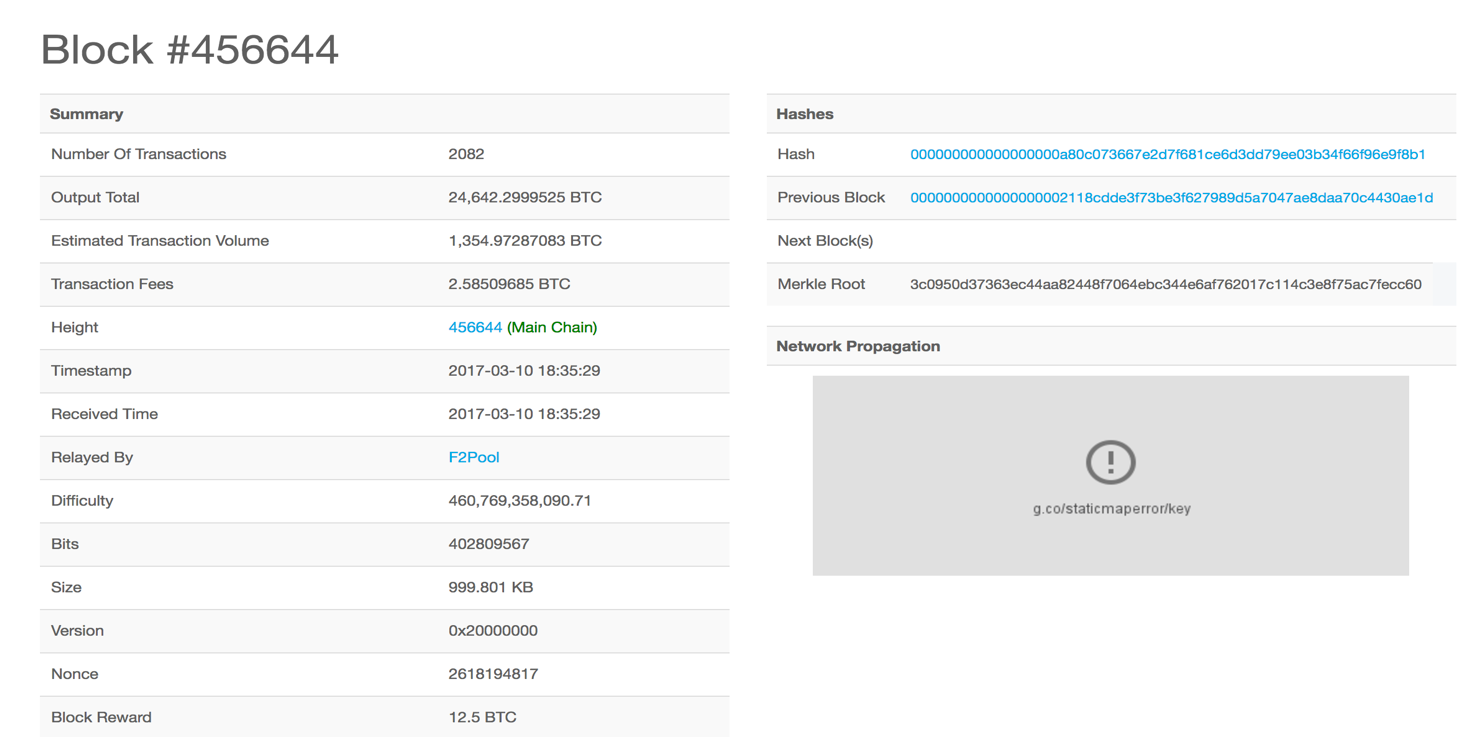 Block #456644
Summary
Number Of Transactions 2082
Output Total 24,642.2999525 BTC
Estimated Transaction Volume 1,354.97287083 BTC
Transaction Fees 2.58509685 BTC
Height 456644 (Main Chain)
Timestamp 2017-03-10 18:35:29
Received Time 2017-03-10 18:35:29
Relayed By F2Pool
Difficulty 460,769,358,090.71
Bits 402809567
Size 999.801 KB
Version 0x20000000
Nonce 2618194817
Block Reward 12.5 BTC
Hashes
Hash 000000000000000000a80c073667e2d7f681ce6d3dd79ee03b34f66f96e9f8b1
Previous Block 0000000000000000002118cdde3f73be3f627989d5a7047ae8daa70c4430ae1d
Next Block(s)
Merkle Root 3c0950d37363ec44aa82448f7064ebc344e6af762017c114c3e8f75ac7fecc60
Network Propagation
g.co/staticmaperror/key